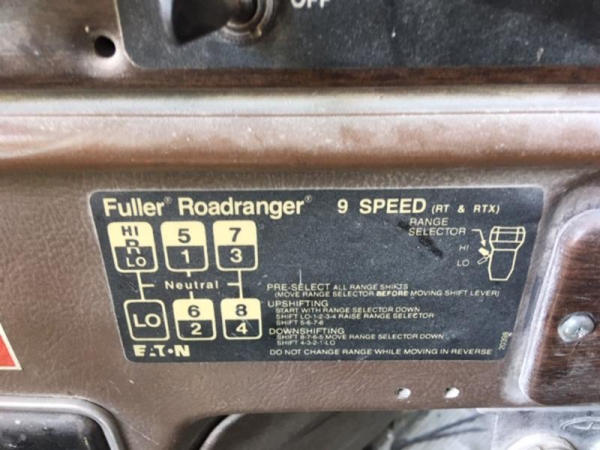 OFF
Fuller® Roadranger® 9 SPEED (RT & RTX)
RANGE
SELECTOR
HI
LO
HI 5 7
R
LO 1 3
Neutral
LO 6 8
2 4
PRE-SELECT ALL RANGE SHIFTS
(MOVE RANGE SELECTOR BEFORE MOVING SHIFT LEVER)
UPSHIFTING
START WITH RANGE SELECTOR DOWN
SHIFT LO-1-2-3-4 RAISE RANGE SELECTOR
SHIFT 5-6-7-8
DOWNSHIFTING
SHIFT 8-7-6-5 MOVE RANGE SELECTOR DOWN
SHIFT 4-3-2-1-LO
DO NOT CHANGE RANGE WHILE MOVING IN REVERSE
EAT•N